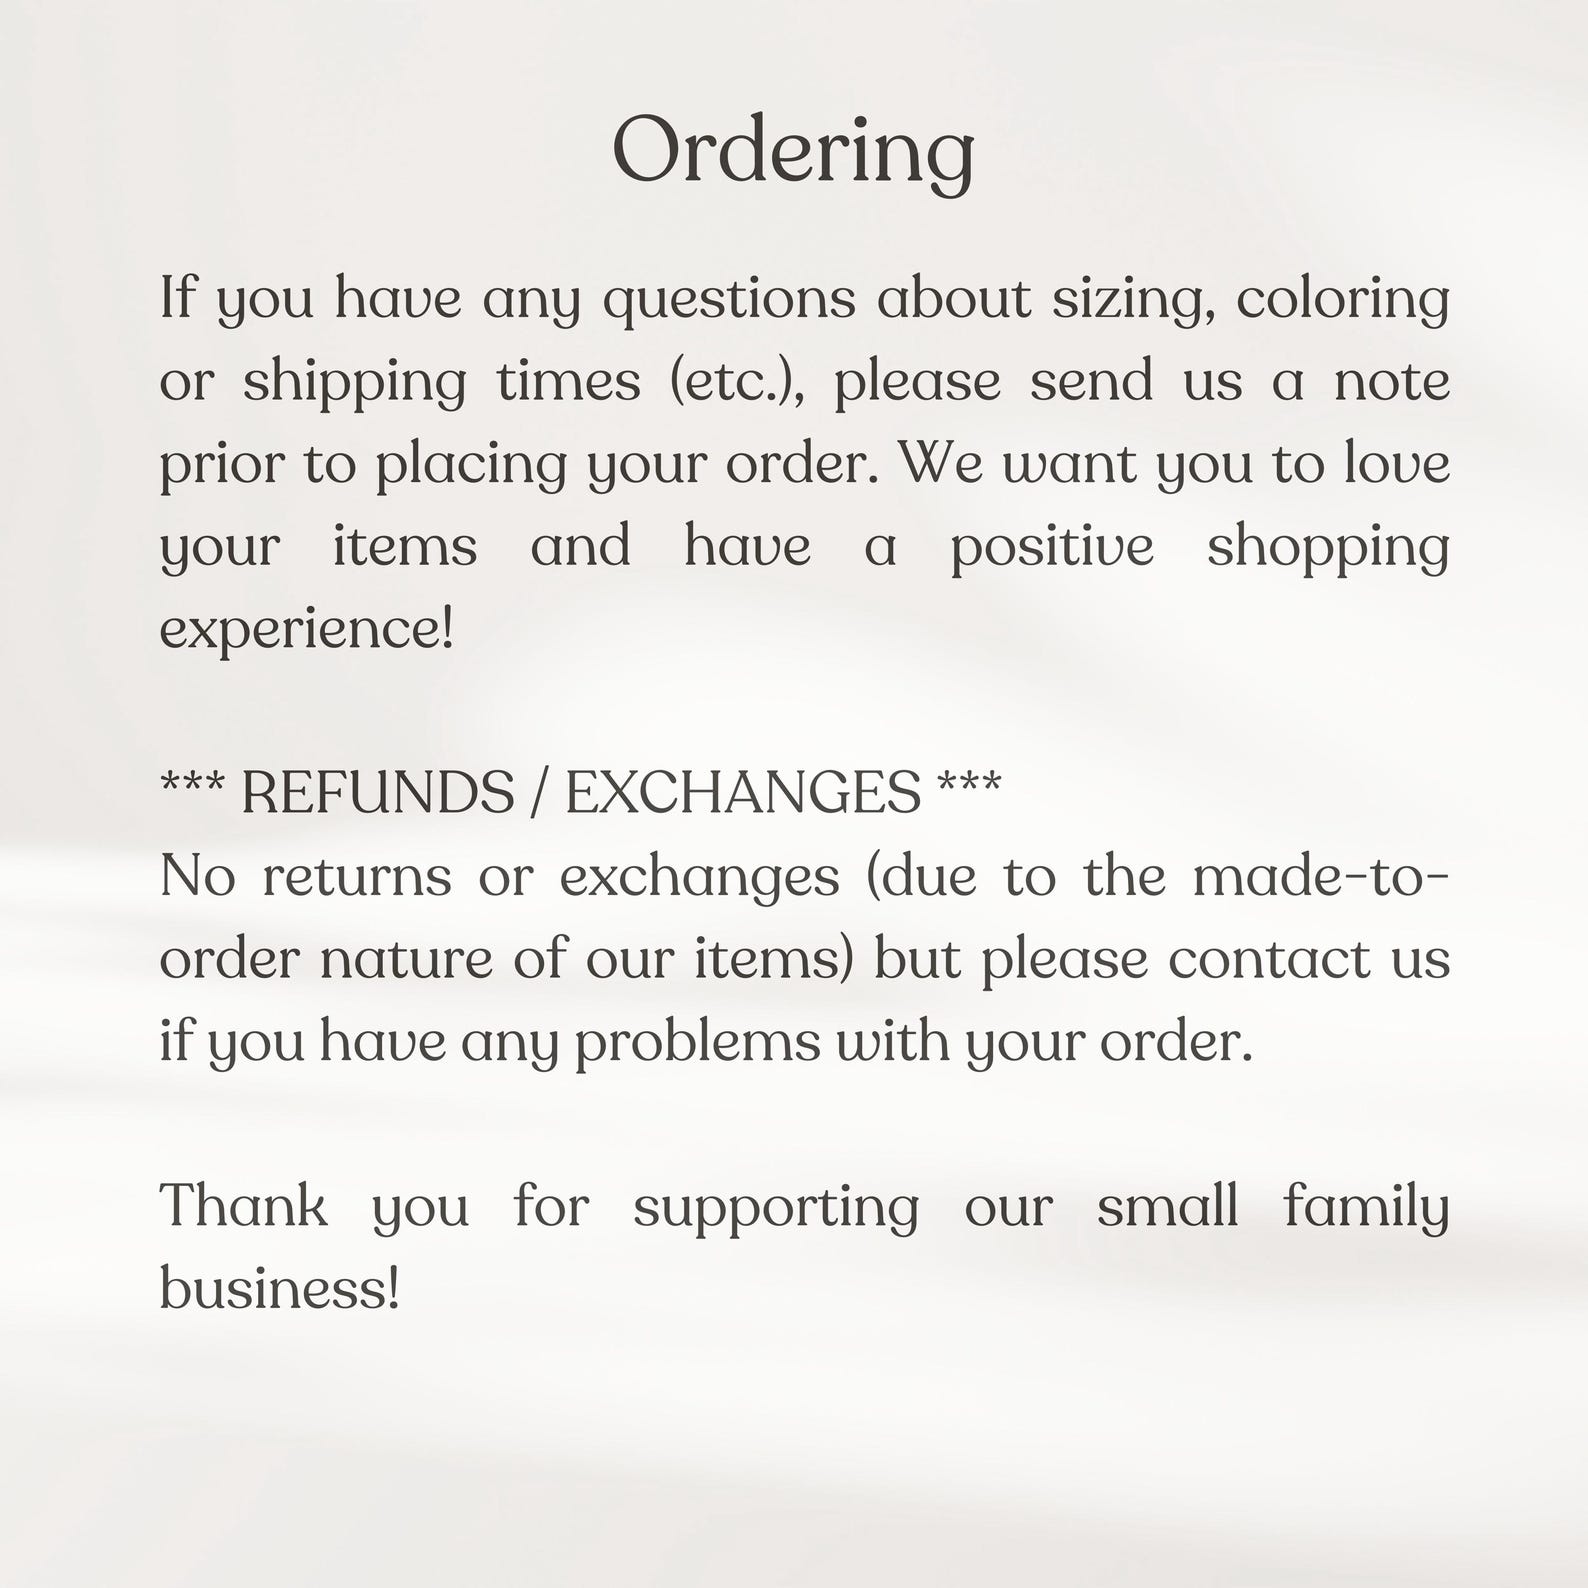 Ordering
If you have any questions about sizing, coloring
or shipping times (etc.), please send us a note
prior to placing your order. We want you to love
your items and have a positive shopping
experience!
*** REFUNDS / EXCHANGES ***
No returns or exchanges (due to the made-to-
order nature of our items) but please contact us
if you have any problems with your order.
Thank you for supporting our small family
business!